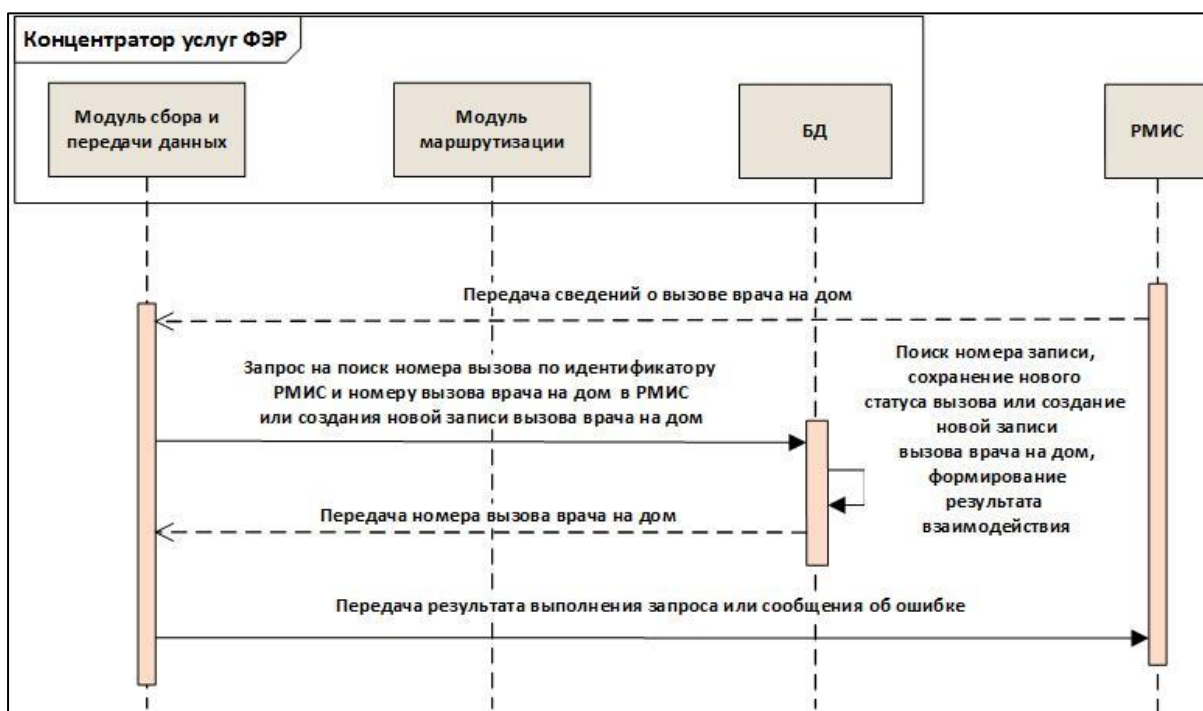 Концентратор услуг ФЭР
Модуль сбора и
передачи данных
Модуль
маршрутизации
БД
РМИС
Передача сведений о вызове врача на дом
Запрос на поиск номера вызова по идентификатору
РМИС и номеру вызова врача на дом в РМИС
или создания новой записи вызова врача на дом
Поиск номера записи,
сохранение нового
статуса вызова или создание
новой записи
вызова врача на дом,
формирование
результата
взаимодействия
Передача номера вызова врача на дом
Передача результата выполнения запроса или сообщения об ошибке